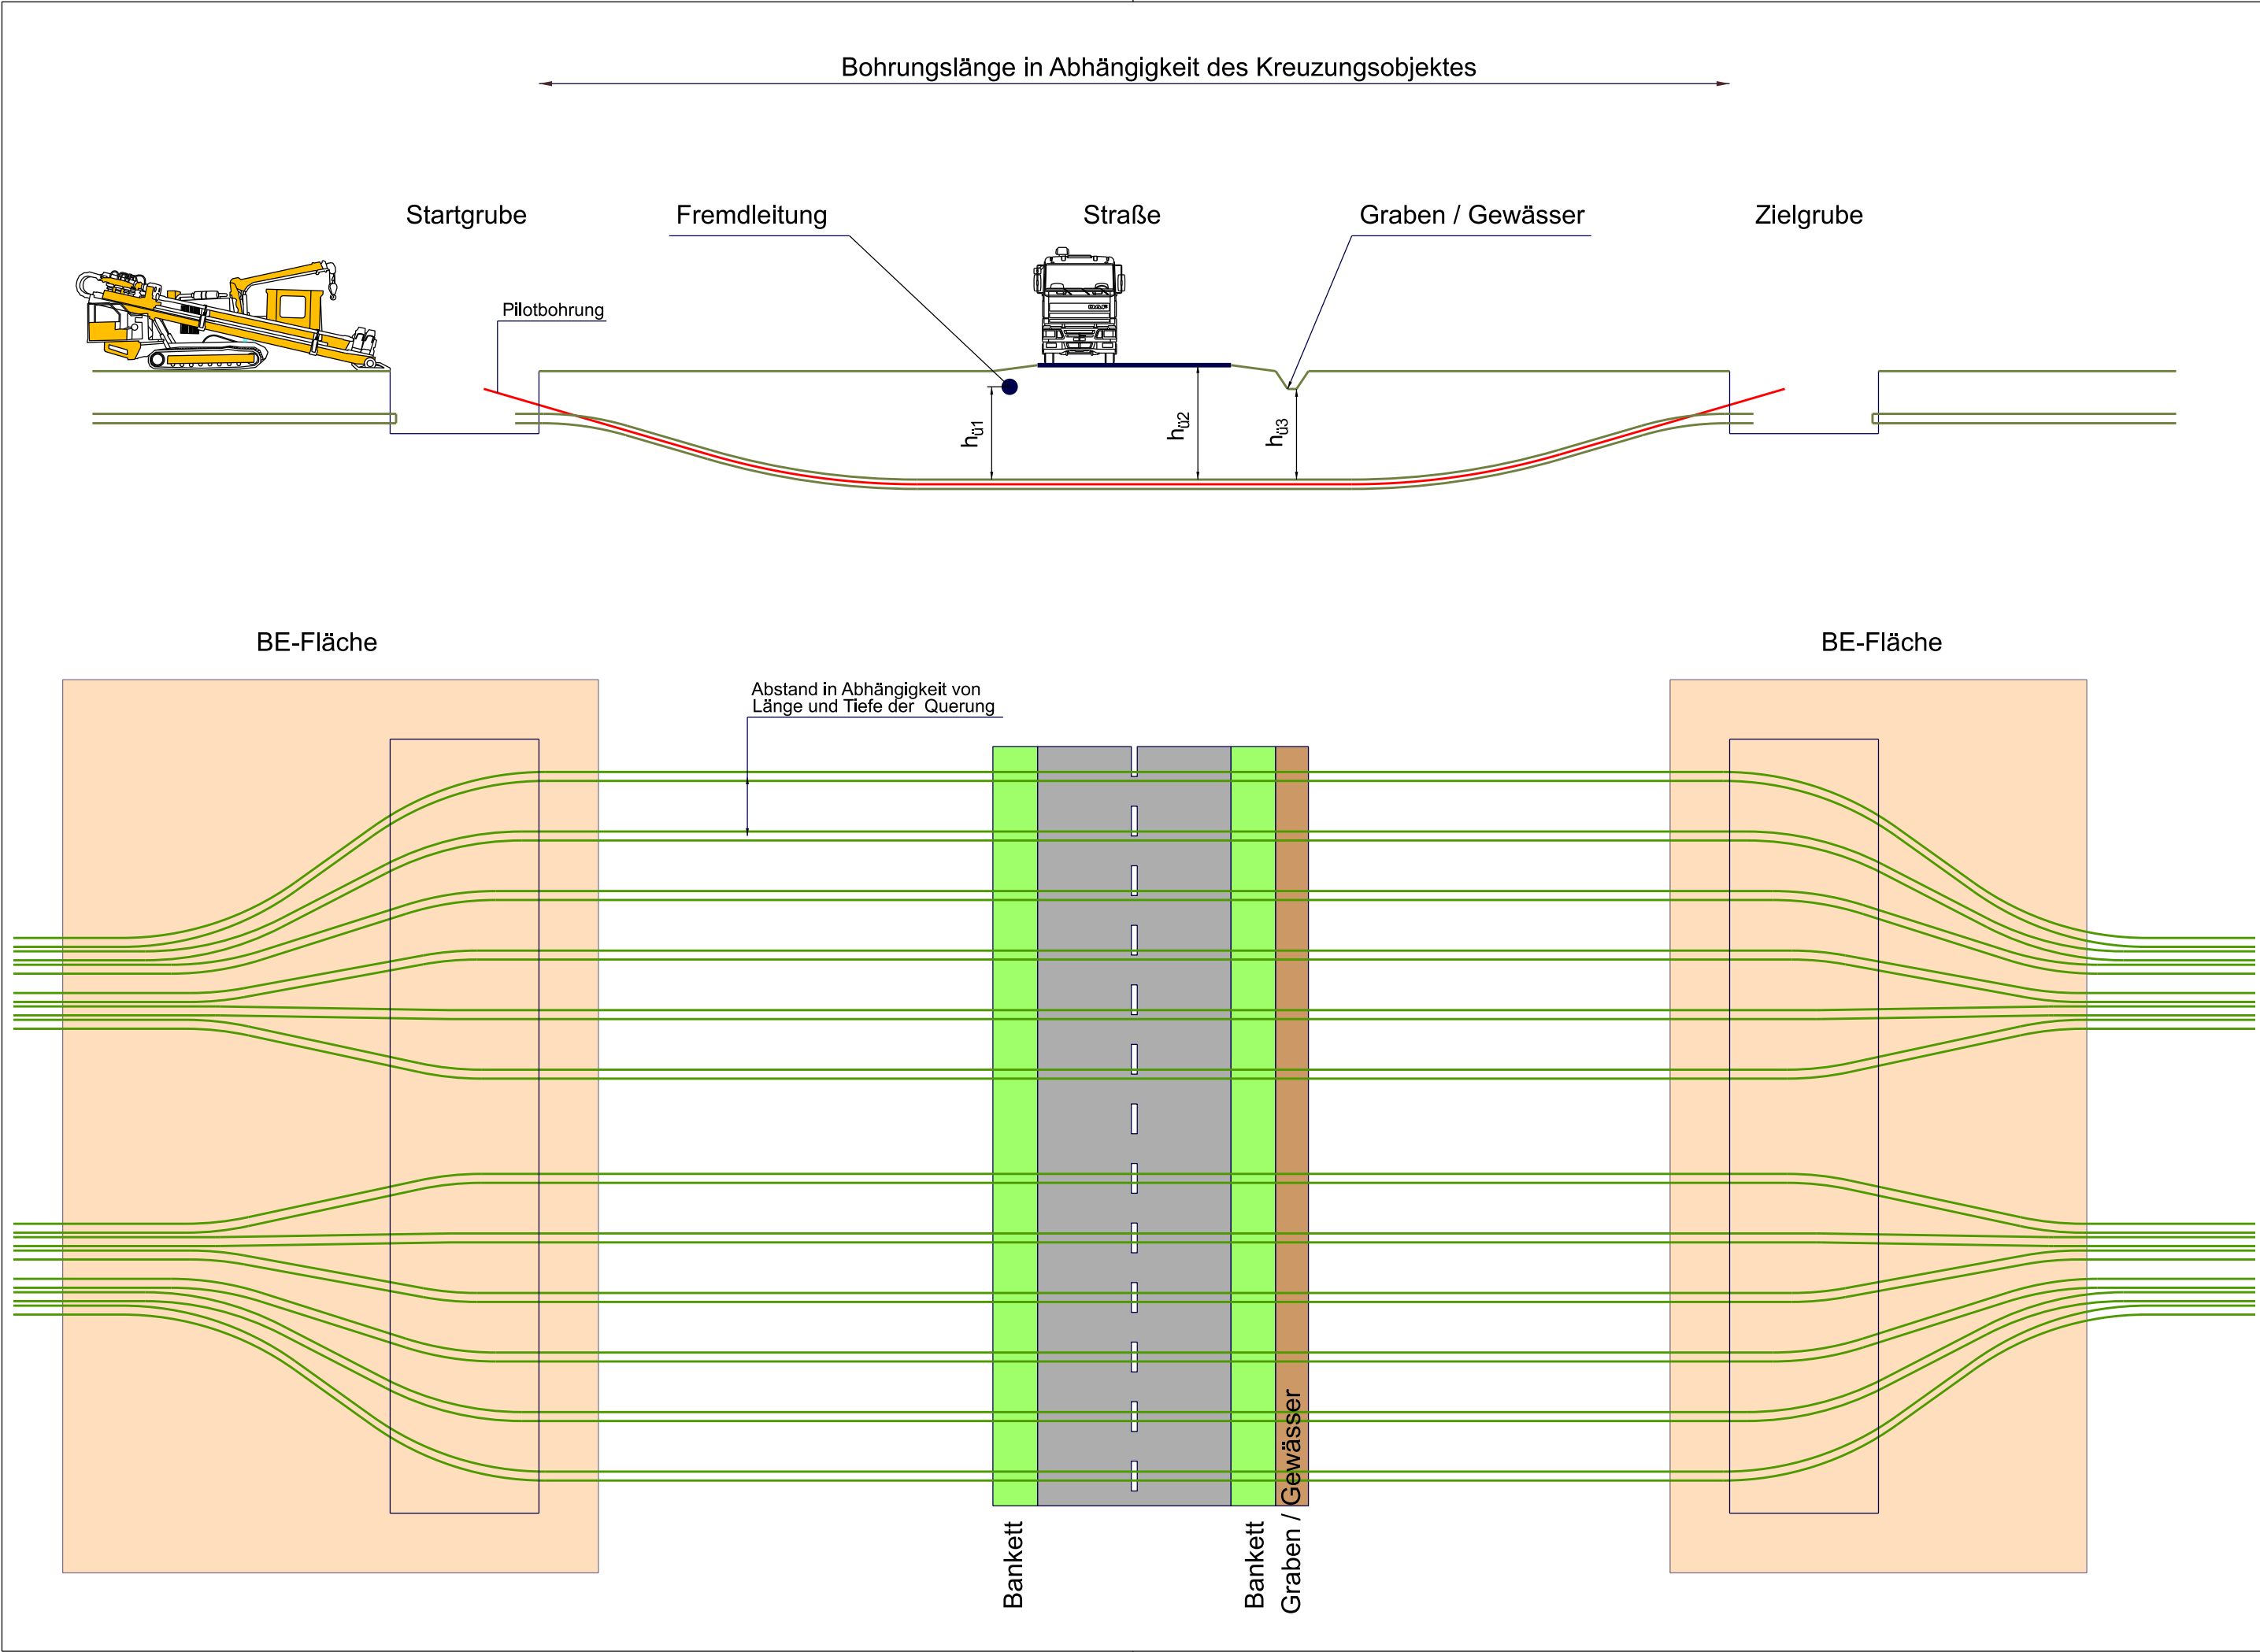 Bohrungslänge in Abhängigkeit des Kreuzungsobjektes
Startgrube
Fremdleitung
Straße
Graben / Gewässer
Zielgrube
Pilotbohrung
DAF
hü1
hü2
hü3
BE-Fläche
BE-Fläche
Abstand in Abhängigkeit von
Länge und Tiefe der Querung
Bankett
Bankett
Graben / Gewässer